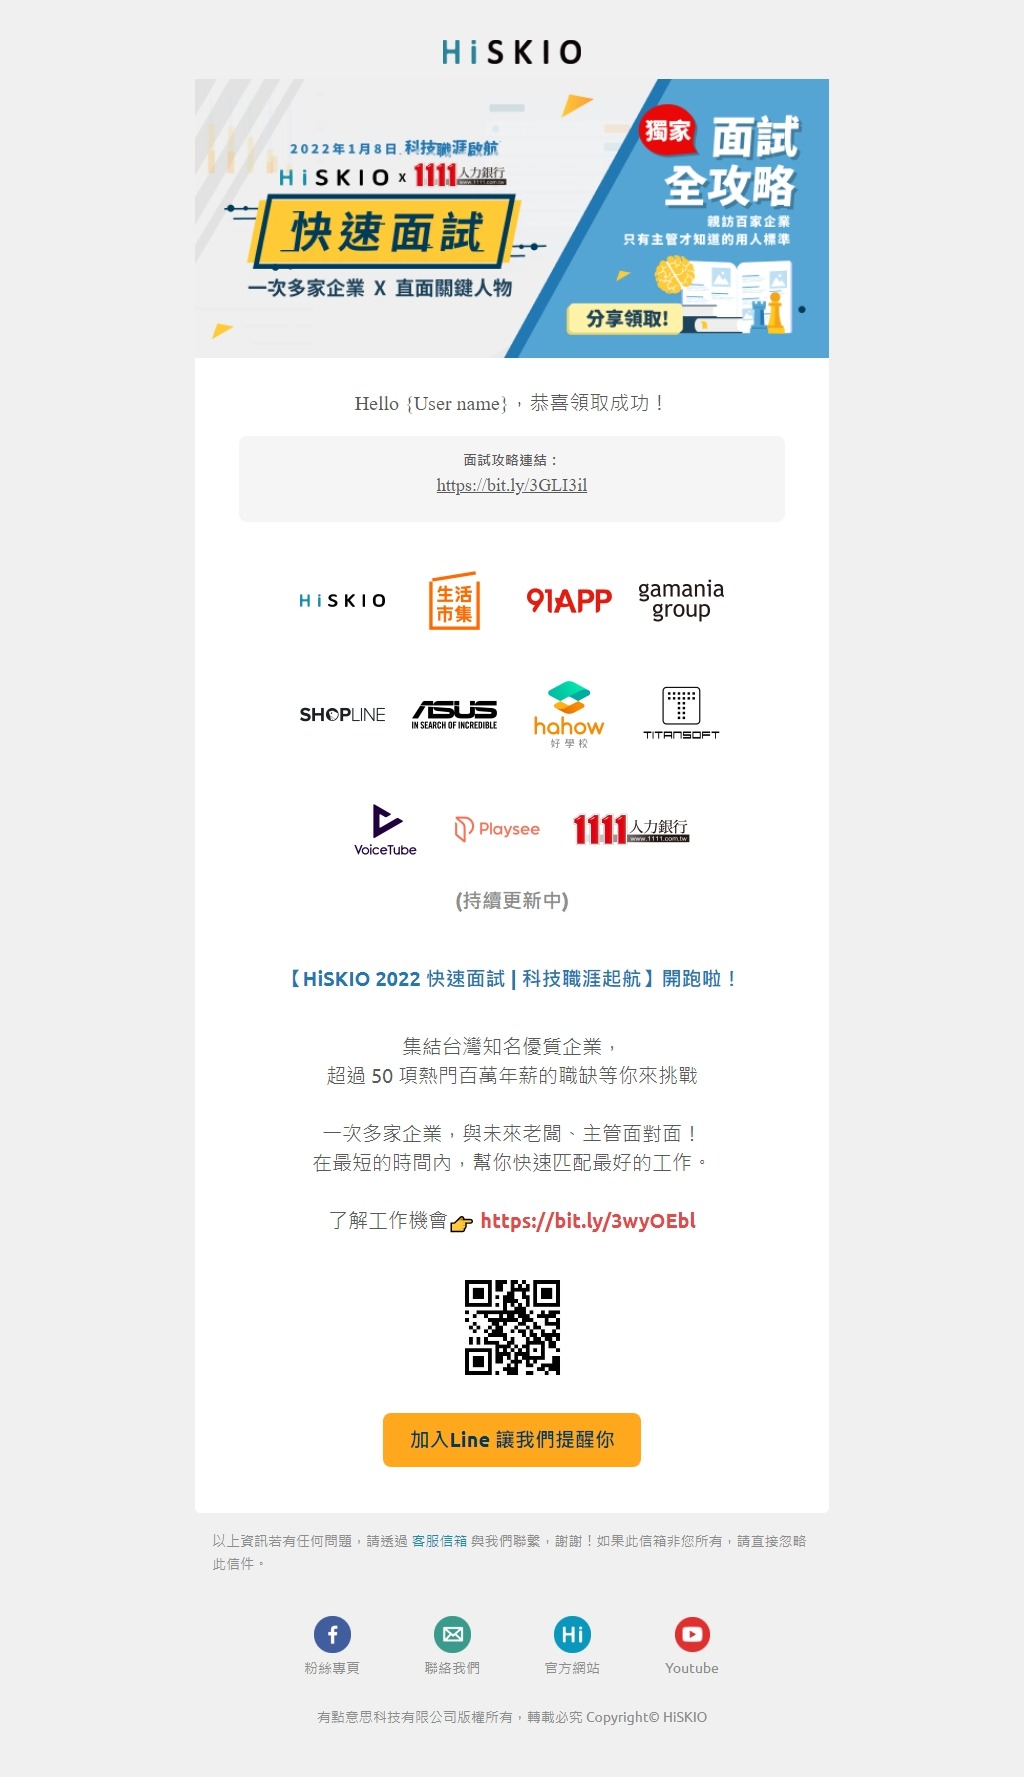 HiSKIO
2022年1月8日 科技職涯啟航
HiSKIO x 1111人力銀行
www.1111.com.tw
快速面試
一次多家企業 X 直面關鍵人物
獨家
面試
全攻略
親訪百家企業
只有主管才知道的用人標準
分享領取!
Hello {User name}，恭喜領取成功！
面試攻略連結：
https://bit.ly/3GLI3il
HiSKIO
生活
市集
91APP
gamania
group
SHOPLINE
ASUS
IN SEARCH OF INCREDIBLE
hahow
好學校
TITANSOFT
VoiceTube
Playsee
1111人力銀行
www.1111.com.tw
(持續更新中)
【HiSKIO 2022 快速面試 | 科技職涯起航】開跑啦！
集結台灣知名優質企業，
超過 50 項熱門百萬年薪的職缺等你來挑戰
一次多家企業，與未來老闆、主管面對面！
在最短的時間內，幫你快速匹配最好的工作。
了解工作機會👉 https://bit.ly/3wyOEbl
加入Line 讓我們提醒你
以上資訊若有任何問題，請透過 客服信箱 與我們聯繫，謝謝！如果此信箱非您所有，請直接忽略
此信件。
Hi
粉絲專頁
聯絡我們
官方網站
Youtube
有點意思科技有限公司版權所有，轉載必究 Copyright© HiSKIO